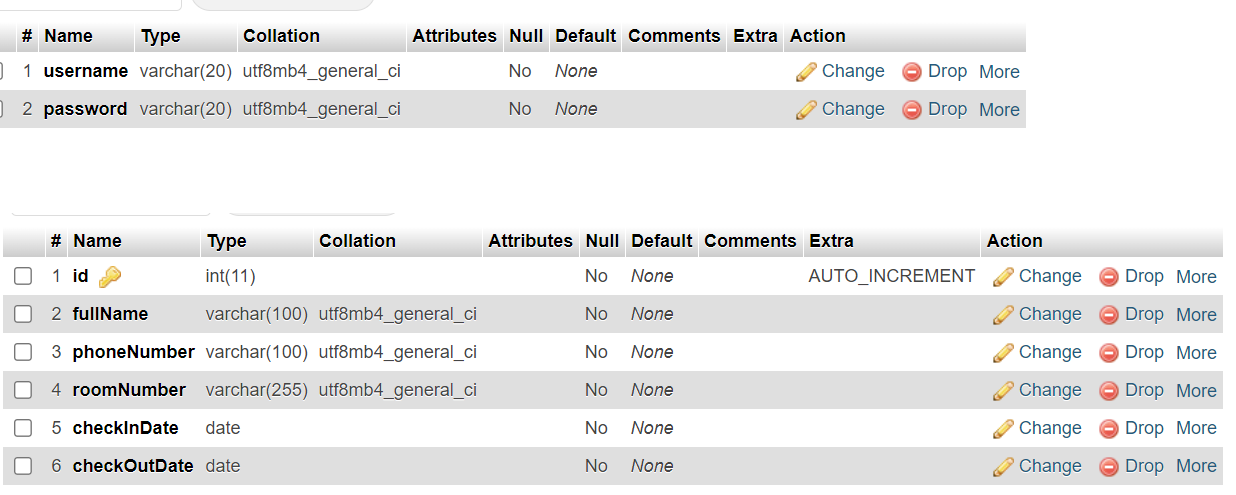 # Name Type Collation Attributes Null Default Comments Extra Action
1 username varchar(20) utf8mb4_general_ci No None Change Drop More
2 password varchar(20) utf8mb4_general_ci No None Change Drop More
# Name Type Collation Attributes Null Default Comments Extra Action
1 id int(11) No None AUTO_INCREMENT Change Drop More
2 fullName varchar(100) utf8mb4_general_ci No None Change Drop More
3 phoneNumber varchar(100) utf8mb4_general_ci No None Change Drop More
4 roomNumber varchar(255) utf8mb4_general_ci No None Change Drop More
5 checkInDate date No None Change Drop More
6 checkOutDate date No None Change Drop More